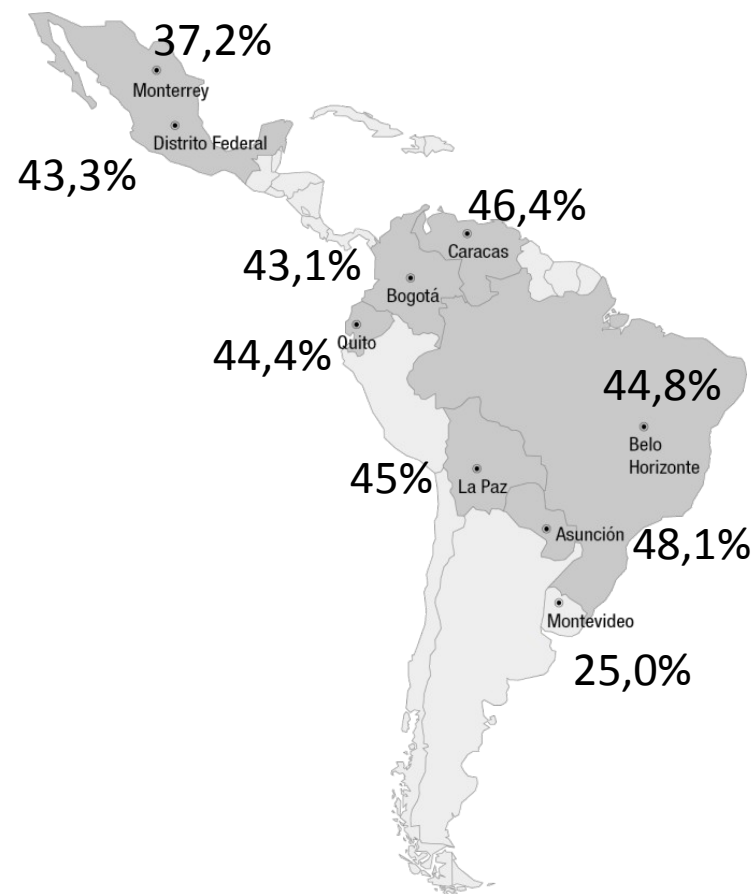 37,2%
Monterrey
Distrito Federal
43,3%
46,4%
Caracas
43,1%
Bogotá
Quito
44,4%
44,8%
Belo
Horizonte
45%
La Paz
Asunción
48,1%
Montevideo
25,0%